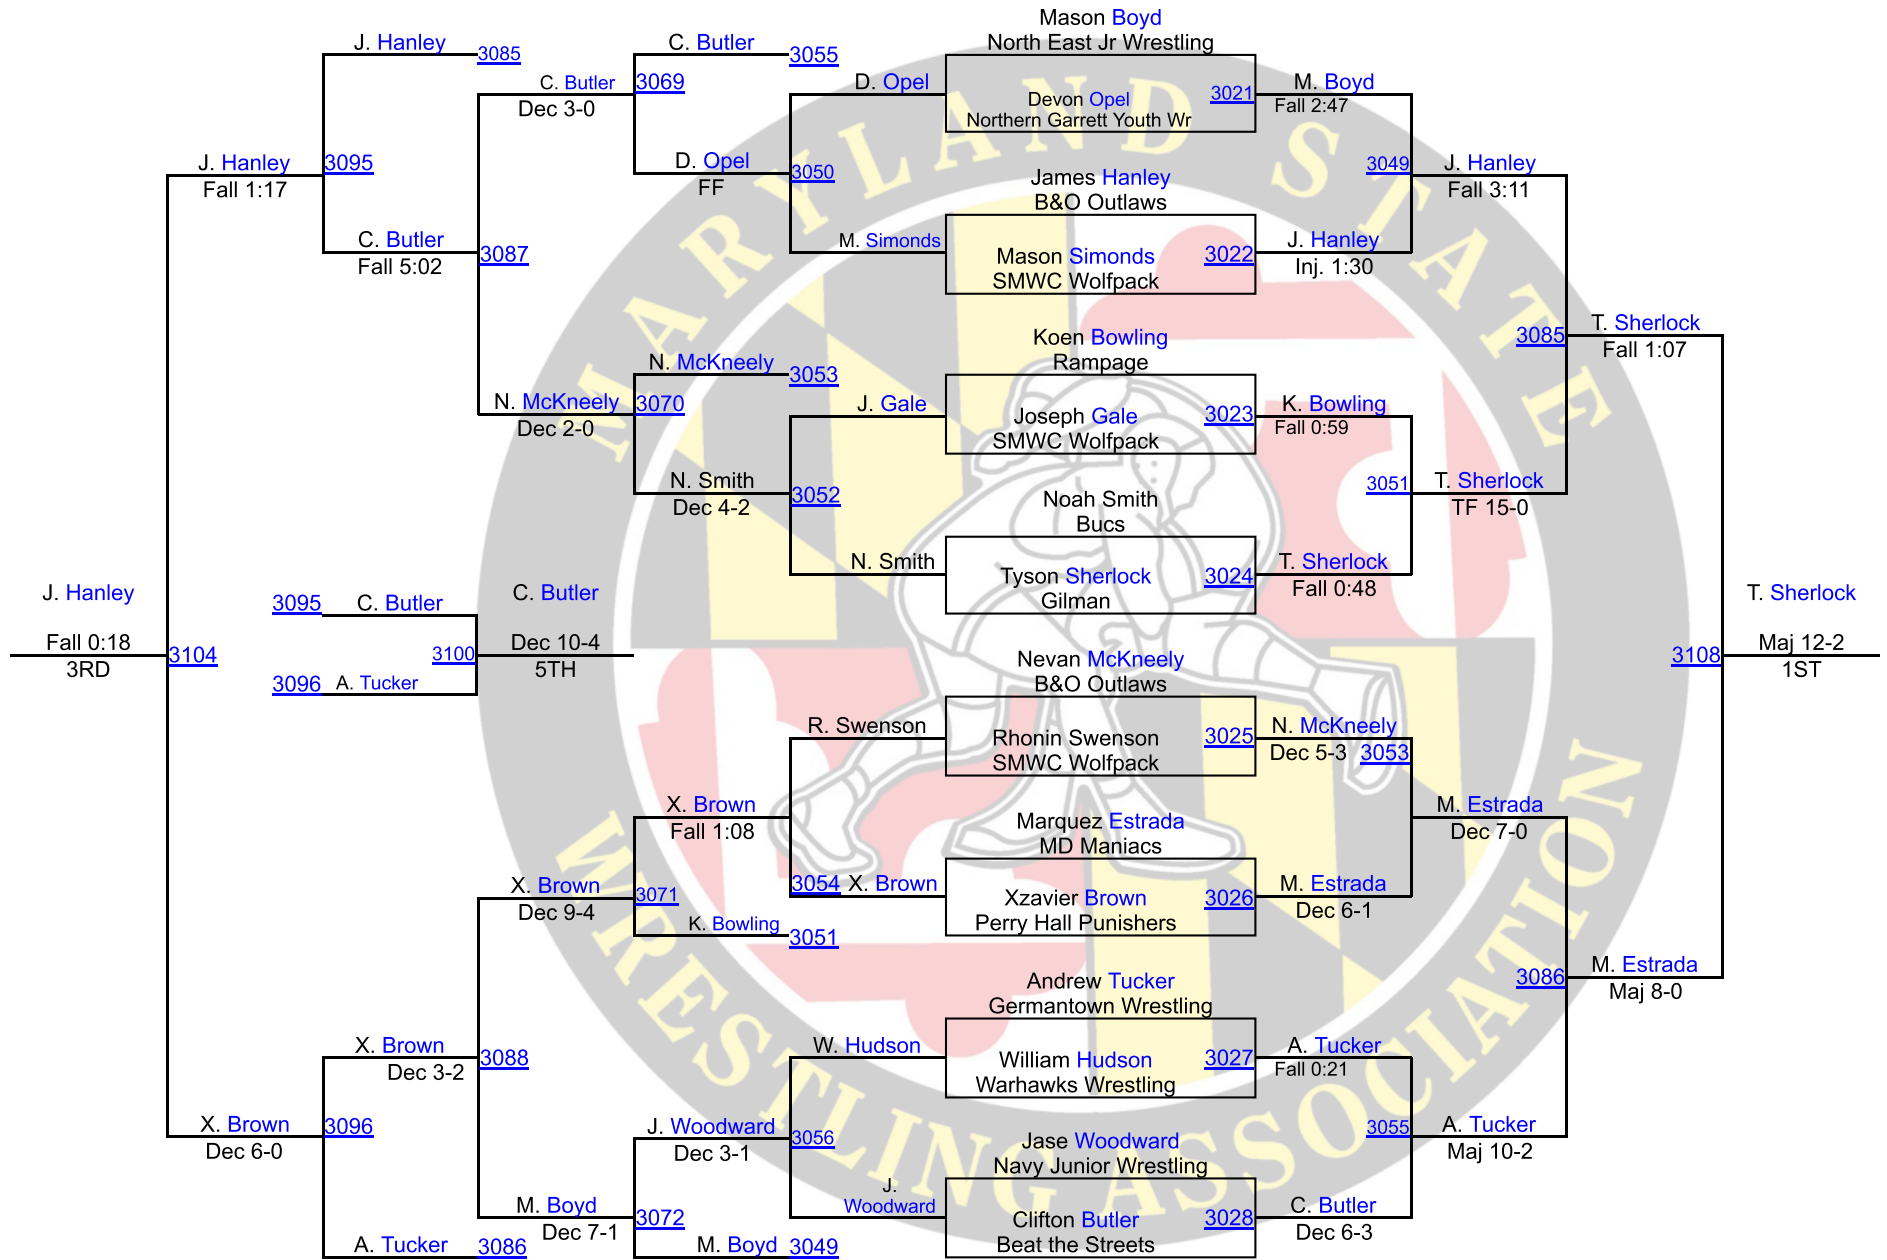 Mason Boyd
North East Jr Wrestling
J. Hanley
3085
C. Butler
3055
C. Butler
3069
Dec 3-0
D. Opel
Devon Opel
Northern Garrett Youth Wr
3021
M. Boyd
Fall 2:47
J. Hanley
3095
Fall 1:17
D. Opel
FF
3050
James Hanley
B&O Outlaws
3049
J. Hanley
Fall 3:11
C. Butler
Fall 5:02
3087
M. Simonds
Mason Simonds
SMWC Wolfpack
3022
J. Hanley
Inj. 1:30
Koen Bowling
Rampage
3085
T. Sherlock
Fall 1:07
N. McKneely
3053
N. McKneely
Dec 2-0
3070
J. Gale
Joseph Gale
SMWC Wolfpack
3023
K. Bowling
Fall 0:59
N. Smith
Dec 4-2
3052
Noah Smith
Bucs
3051
T. Sherlock
TF 15-0
N. Smith
Tyson Sherlock
Gilman
3024
T. Sherlock
Fall 0:48
J. Hanley
Fall 0:18
3RD
3104
3095
C. Butler
3100
3096
A. Tucker
C. Butler
Dec 10-4
5TH
T. Sherlock
3108
Maj 12-2
1ST
Nevan McKneely
B&O Outlaws
R. Swenson
Rhonin Swenson
SMWC Wolfpack
3025
N. McKneely
Dec 5-3
3053
X. Brown
Fall 1:08
Marquez Estrada
MD Maniacs
M. Estrada
Dec 7-0
X. Brown
Dec 9-4
3071
3054
X. Brown
Xzavier Brown
Perry Hall Punishers
3026
M. Estrada
Dec 6-1
K. Bowling
3051
Andrew Tucker
Germantown Wrestling
3086
M. Estrada
Maj 8-0
X. Brown
Dec 3-2
3088
W. Hudson
William Hudson
Warhawks Wrestling
3027
A. Tucker
Fall 0:21
X. Brown
Dec 6-0
3096
J. Woodward
Dec 3-1
3056
Jase Woodward
Navy Junior Wrestling
3055
A. Tucker
Maj 10-2
M. Boyd
Dec 7-1
3072
J.
Woodward
Clifton Butler
Beat the Streets
3028
C. Butler
Dec 6-3
A. Tucker
3086
M. Boyd
3049
MARYLAND STATE
WRESTLING ASSOCIATION